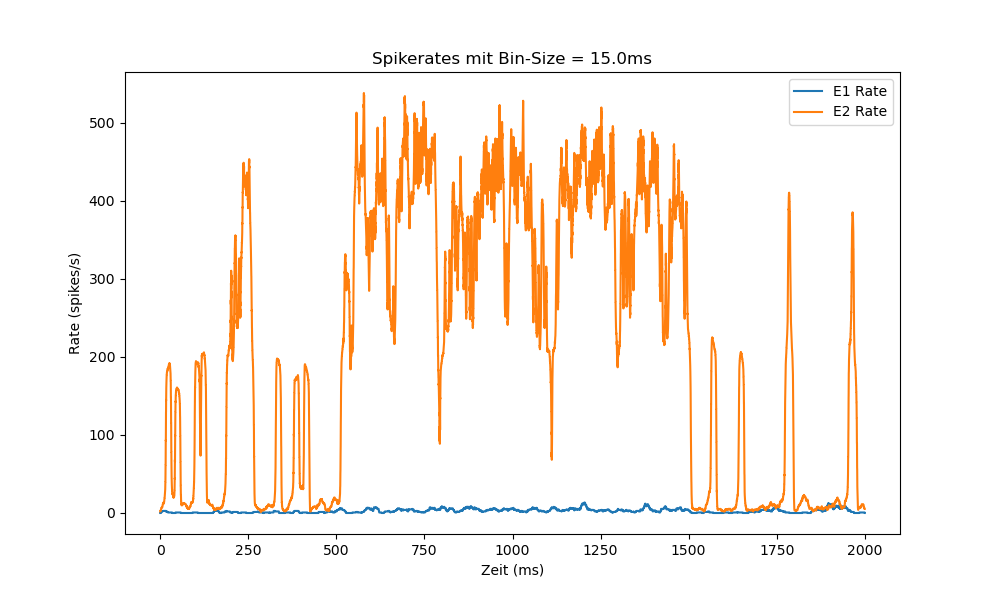 Spikerates mit Bin-Size = 15.0ms
E1 Rate
E2 Rate
Rate (spikes/s)
500
400
300
200
100
0
0 250 500 750 1000 1250 1500 1750 2000
Zeit (ms)